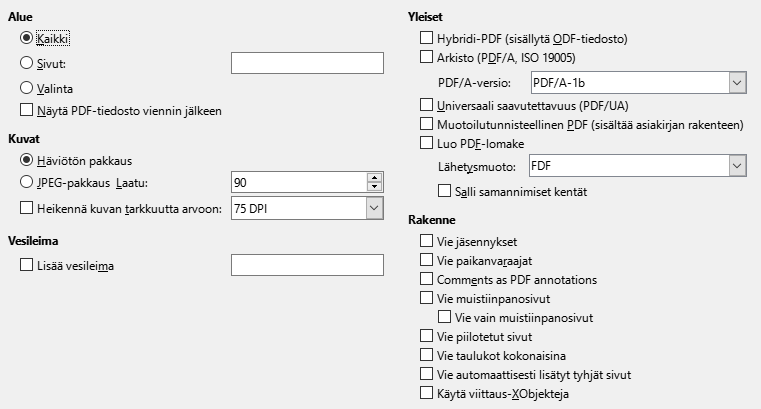 Alue
Kaikki
Sivut:
Valinta
Näytä PDF-tiedosto viennin jälkeen
Kuvat
Häviötön pakkaus
JPEG-pakkaus Laatu: 90
Heikennä kuvan tarkkuutta arvoon: 75 DPI
Vesileima
Lisää vesileima
Yleiset
Hybridi-PDF (sisällytä ODF-tiedosto)
Arkisto (PDF/A, ISO 19005)
PDF/A-versio: PDF/A-1b
Universaali saavutettavuus (PDF/UA)
Muotoilutunnisteellinen PDF (sisältää asiakirjan rakenteen)
Luo PDF-lomake
Lähetysmuoto: FDF
Salli samannimiset kentät
Rakenne
Vie jäsennykset
Vie paikanvaraajat
Comments as PDF annotations
Vie muistiinpanosivut
Vie vain muistiinpanosivut
Vie piilotetut sivut
Vie taulukot kokonaisina
Vie automaattisesti lisätyt tyhjät sivut
Käytä viittaus-XObjekteja